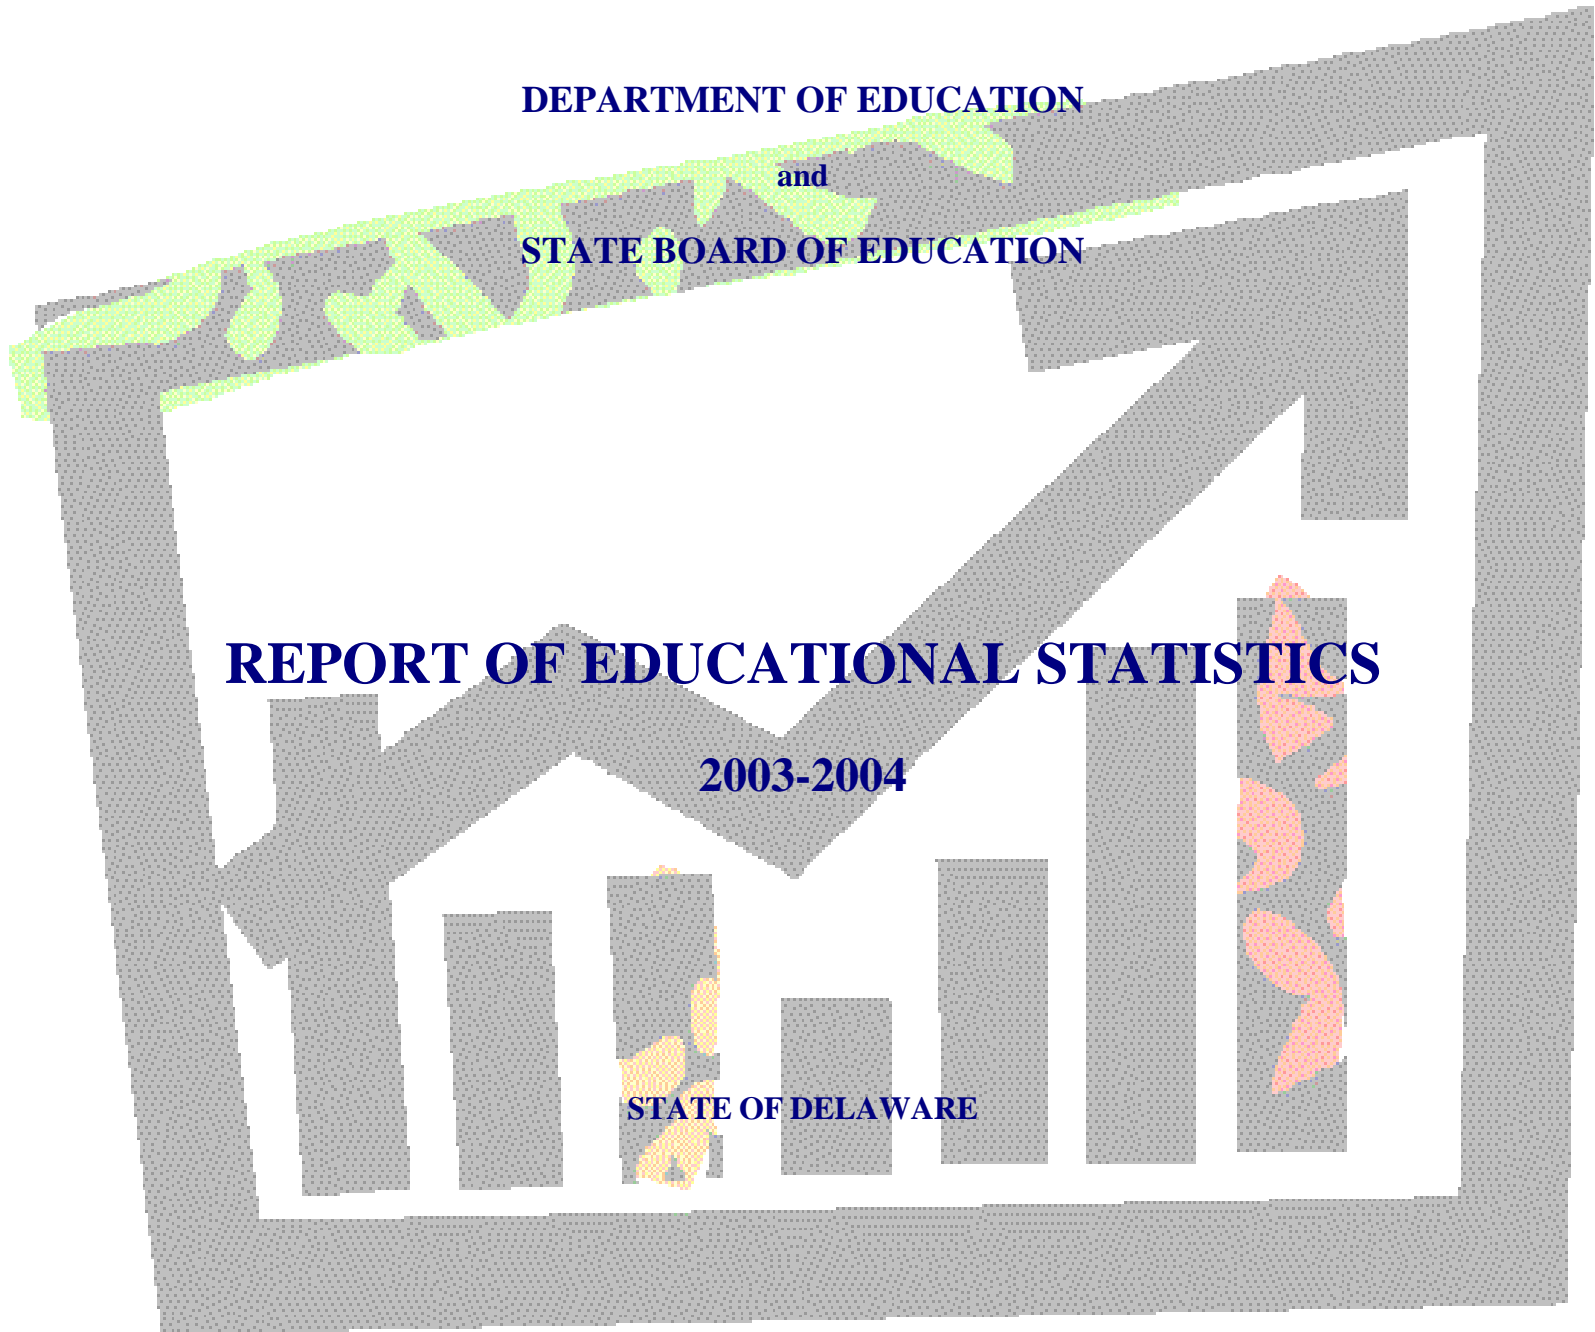 DEPARTMENT OF EDUCATION
and
STATE BOARD OF EDUCATION
REPORT OF EDUCATIONAL STATISTICS
2003-2004
STATE OF DELAWARE